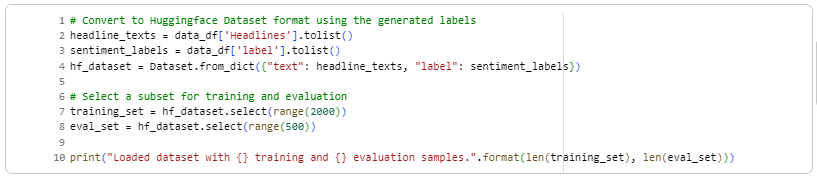 1 # Convert to Huggingface Dataset format using the generated labels
2 headline_texts = data_df['Headlines'].tolist()
3 sentiment_labels = data_df['label'].tolist()
4 hf_dataset = Dataset.from_dict({"text": headline_texts, "label": sentiment_labels})
5
6 # Select a subset for training and evaluation
7 training_set = hf_dataset.select(range(2000))
8 eval_set = hf_dataset.select(range(500))
9
10 print("Loaded dataset with {} training and {} evaluation samples.".format(len(training_set), len(eval_set)))